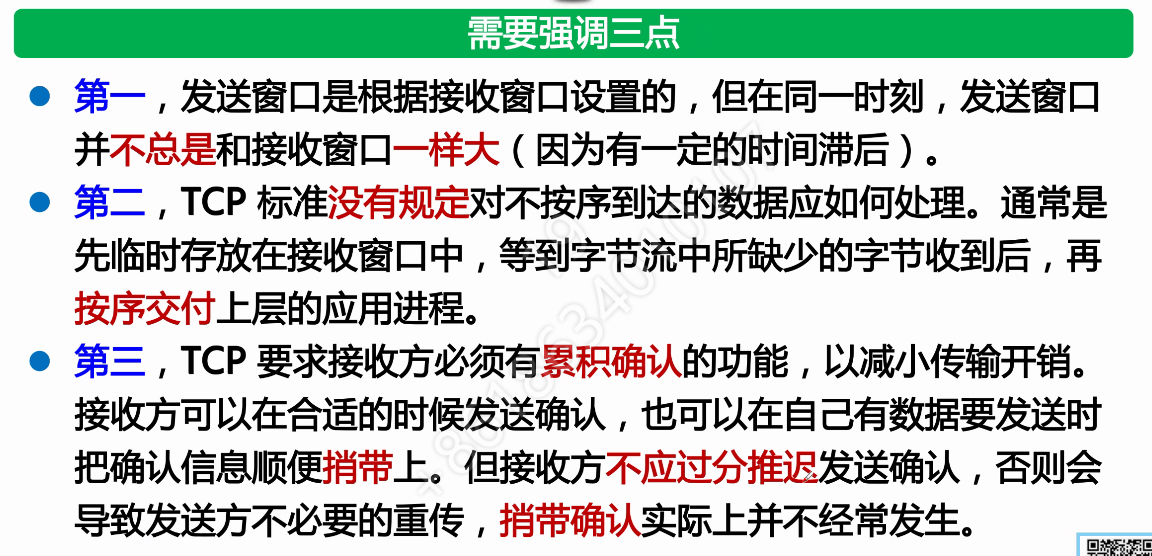 需要强调三点
第一，发送窗口是根据接收窗口设置的，但在同一时刻，发送窗口
并不总是和接收窗口一样大（因为有一定的时间滞后）。
第二，TCP 标准没有规定对不按序到达的数据应如何处理。通常是
先临时存放在接收窗口中，等到字节流中所缺少的字节收到后，再
按序交付上层的应用进程。
第三，TCP 要求接收方必须有累积确认的功能，以减小传输开销。
接收方可以在合适的时候发送确认，也可以在自己有数据要发送时
把确认信息顺便捎带上。但接收方不应过分推迟发送确认，否则会
导致发送方不必要的重传，捎带确认实际上并不经常发生。